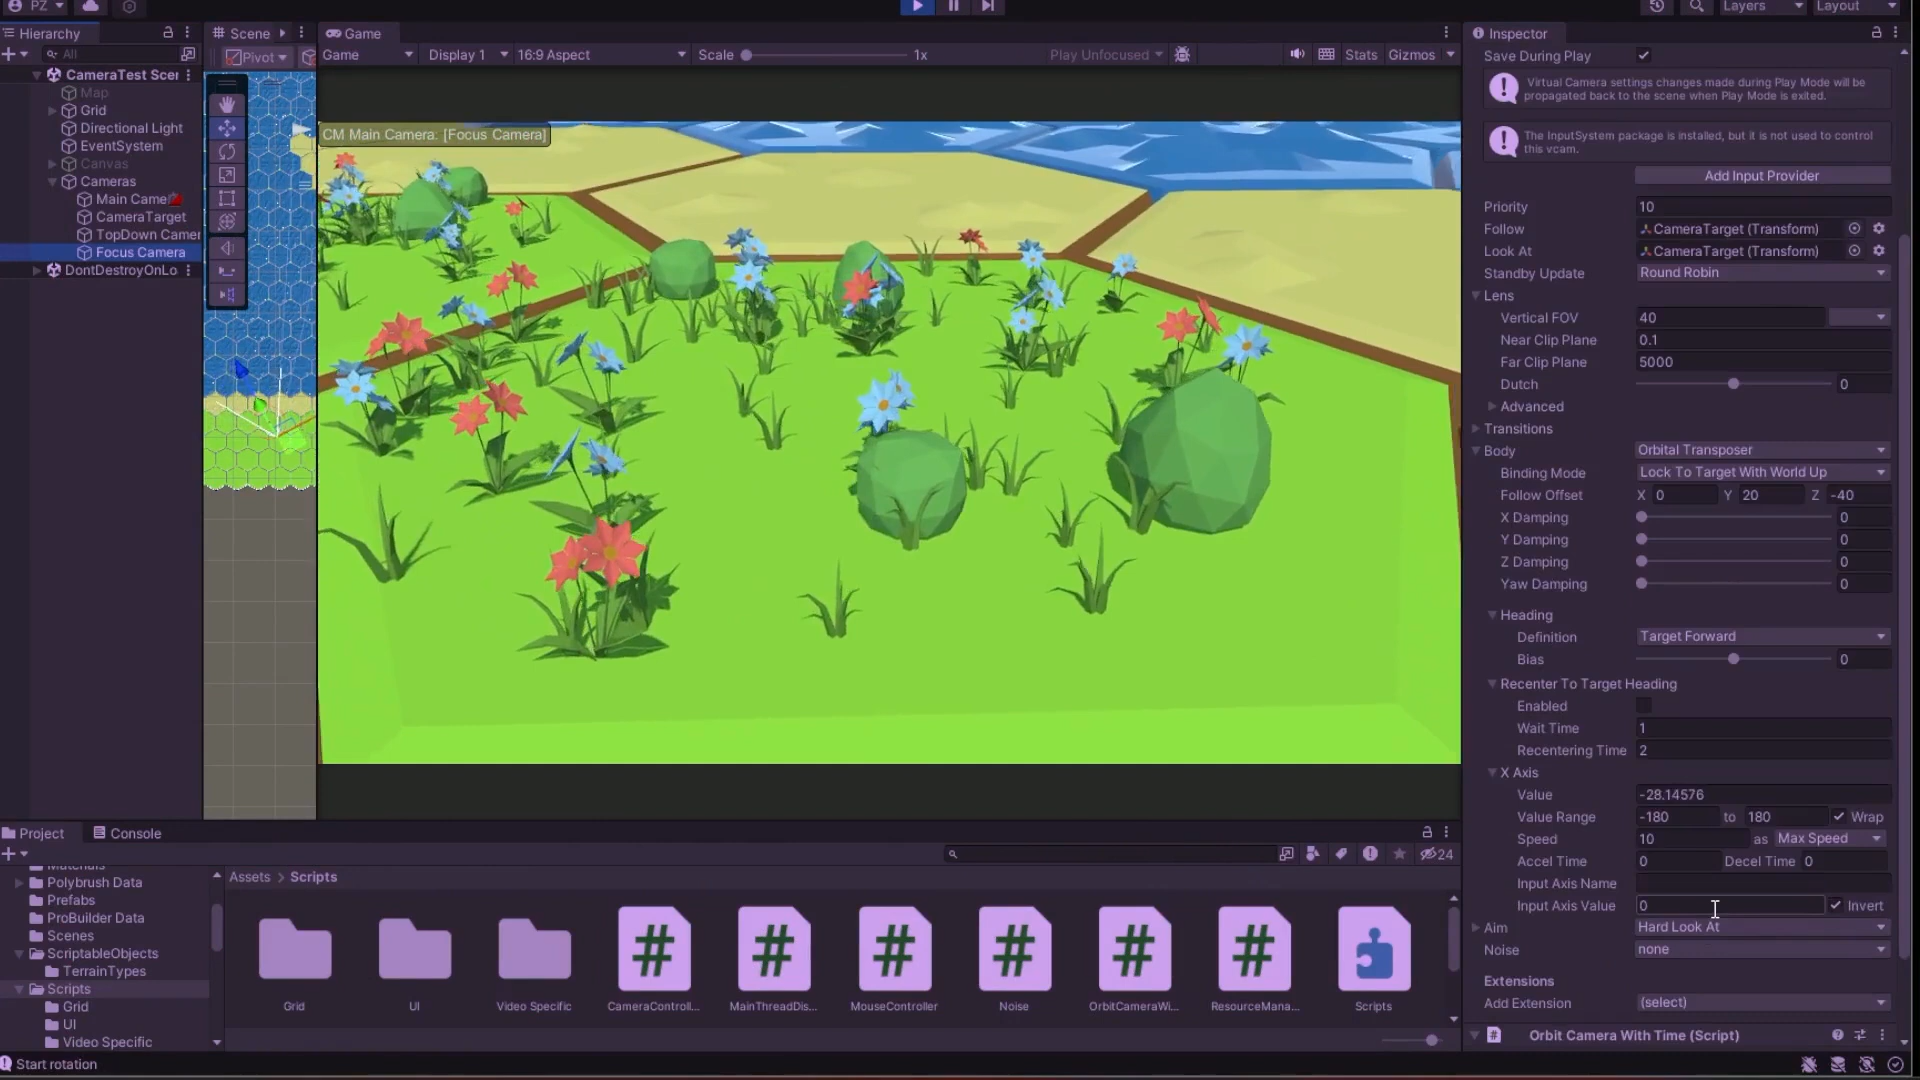 PZ
Layers
Layout
Hierarchy
All
CameraTest Scer
Map
Grid
Directional Light
EventSystem
Canvas
Cameras
Main Came
CameraTarget
TopDown Camer
Focus Camera
DontDestroyOnLo
Scene
Pivot
Game
Game
Display 1
16:9 Aspect
Scale
1x
Play Unfocused
Stats
Gizmos
CM Main Camera: [Focus Camera]
Inspector
Save During Play
Virtual Camera settings changes made during Play Mode will be
propagated back to the scene when Play Mode is exited.
The InputSystem package is installed, but it is not used to control
this vcam.
Add Input Provider
Priority 10
Follow CameraTarget (Transform)
Look At CameraTarget (Transform)
Standby Update Round Robin
Lens
Vertical FOV 40
Near Clip Plane 0.1
Far Clip Plane 5000
Dutch 0
Advanced
Transitions
Body Orbital Transposer
Binding Mode Lock To Target With World Up
Follow Offset X 0 Y 20 Z -40
X Damping 0
Y Damping 0
Z Damping 0
Yaw Damping 0
Heading
Definition Target Forward
Bias 0
Recenter To Target Heading
Enabled
Wait Time 1
Recentering Time 2
X Axis
Value -28.14576
Value Range -180 to 180 Wrap
Speed 10 as Max Speed
Accel Time 0 Decel Time 0
Input Axis Name
Input Axis Value 0 Invert
Aim Hard Look At
Noise none
Extensions
Add Extension (select)
# Orbit Camera With Time (Script)
Project
Console
24
Materials
Polybrush Data
Prefabs
ProBuilder Data
Scenes
ScriptableObjects
TerrainTypes
Scripts
Grid
UI
Video Specific
Assets > Scripts
Grid
UI
Video Specific
CameraControll...
MainThreadDis...
MouseController
Noise
OrbitCameraWi...
ResourceMana...
Scripts
Start rotation